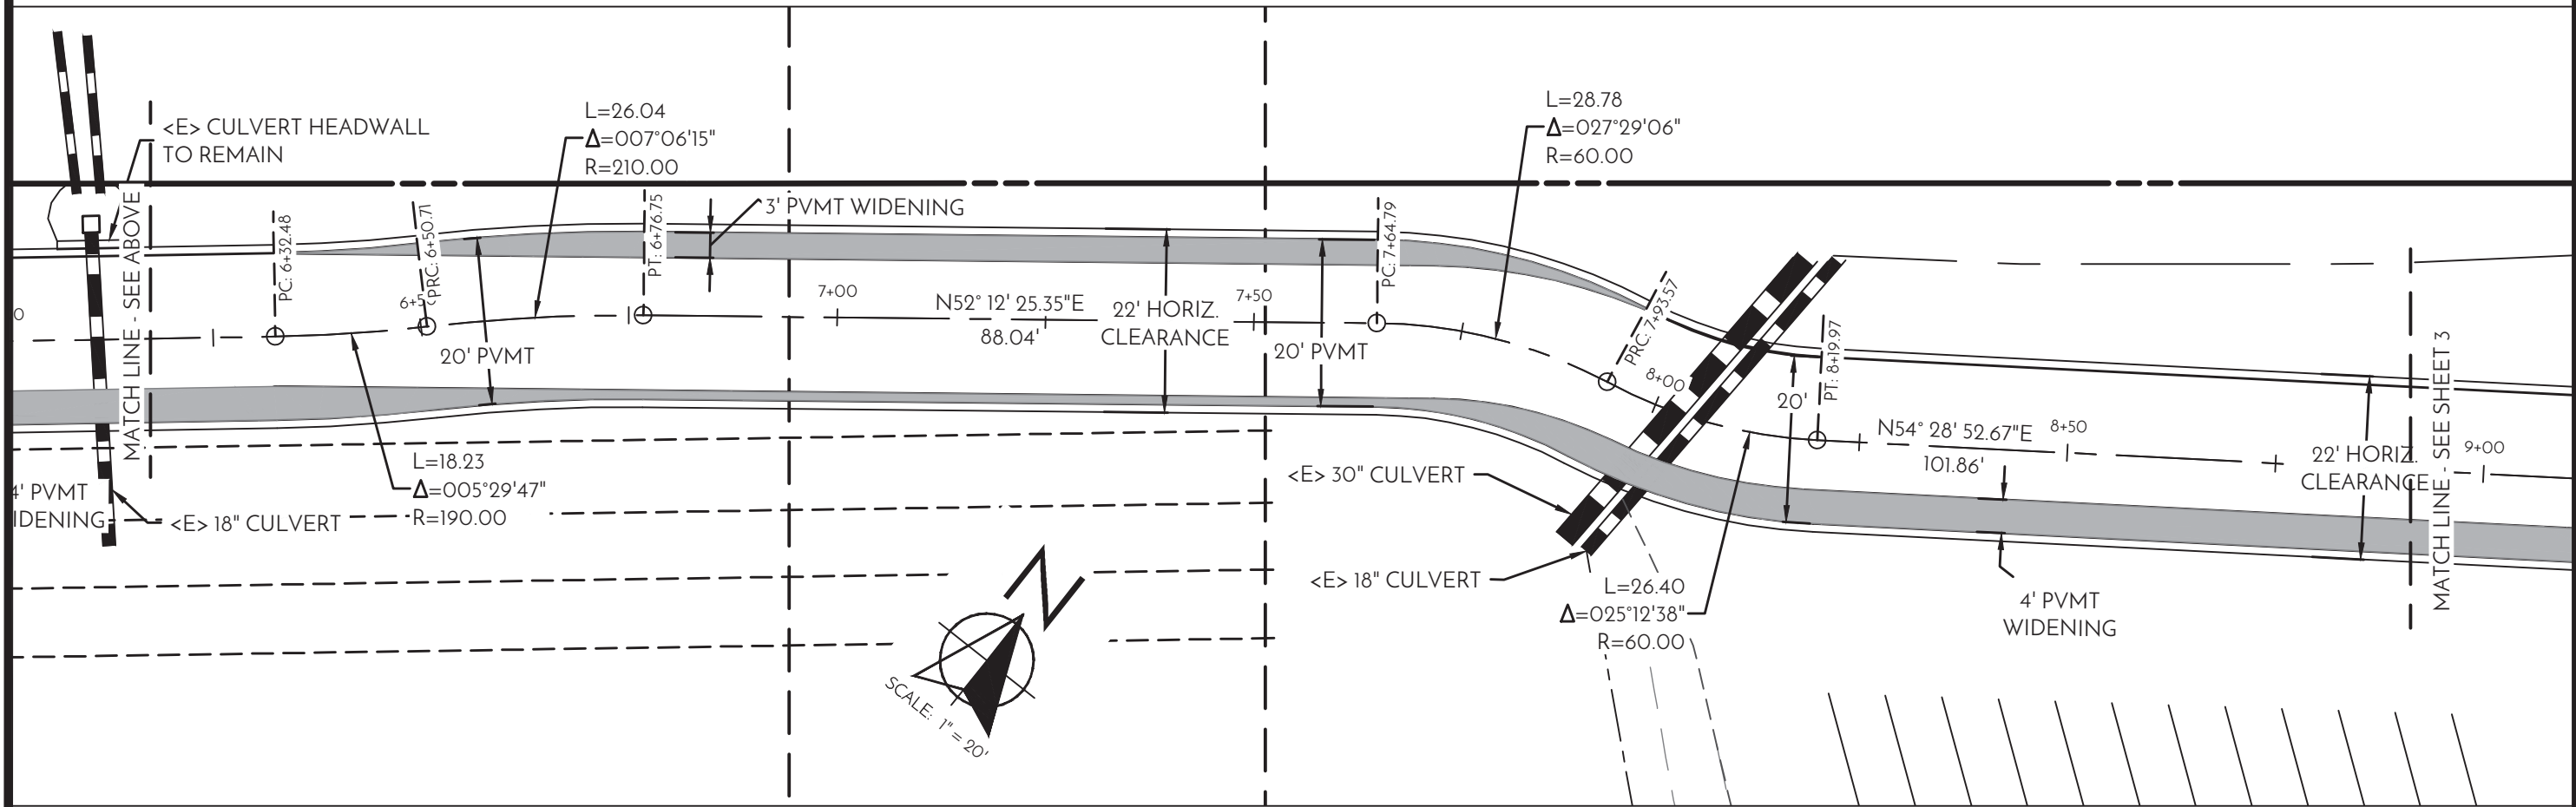 <E> CULVERT HEADWALL
TO REMAIN
MATCH LINE - SEE ABOVE
0
4' PVMT
IDENING
<E> 18" CULVERT
PC: 6+32.48
PRC: 6+50.71
6+5
L=26.04
Δ=007°06'15"
R=210.00
PT: 6+76.75
3' PVMT WIDENING
20' PVMT
L=18.23
Δ=005°29'47"
R=190.00
7+00
N52° 12' 25.35"E
88.04'
22' HORIZ.
CLEARANCE
7+50
20' PVMT
PC: 7+64.79
L=28.78
Δ=027°29'06"
R=60.00
PRC: 7+93.57
8+00
PT: 8+19.97
20'
<E> 30" CULVERT
<E> 18" CULVERT
L=26.40
Δ=025°12'38"
R=60.00
N54° 28' 52.67"E
101.86'
8+50
4' PVMT
WIDENING
22' HORIZ.
CLEARANCE
MATCH LINE - SEE SHEET 3
9+00
N
SCALE: 1" = 20'